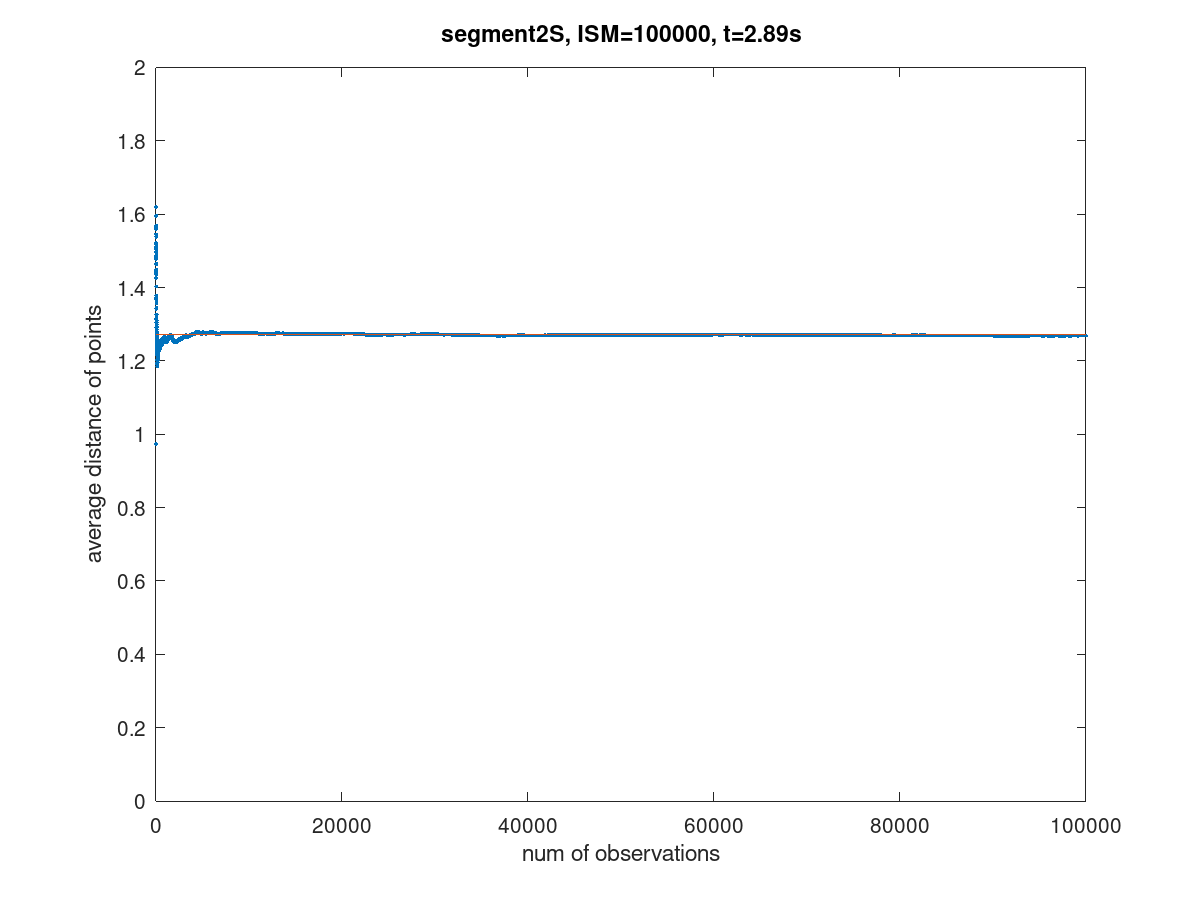 segment2S, ISM=100000, t=2.89s
2
1.8
1.6
1.4
1.2
1
0.8
0.6
0.4
0.2
0
average distance of points
0 20000 40000 60000 80000 100000
num of observations